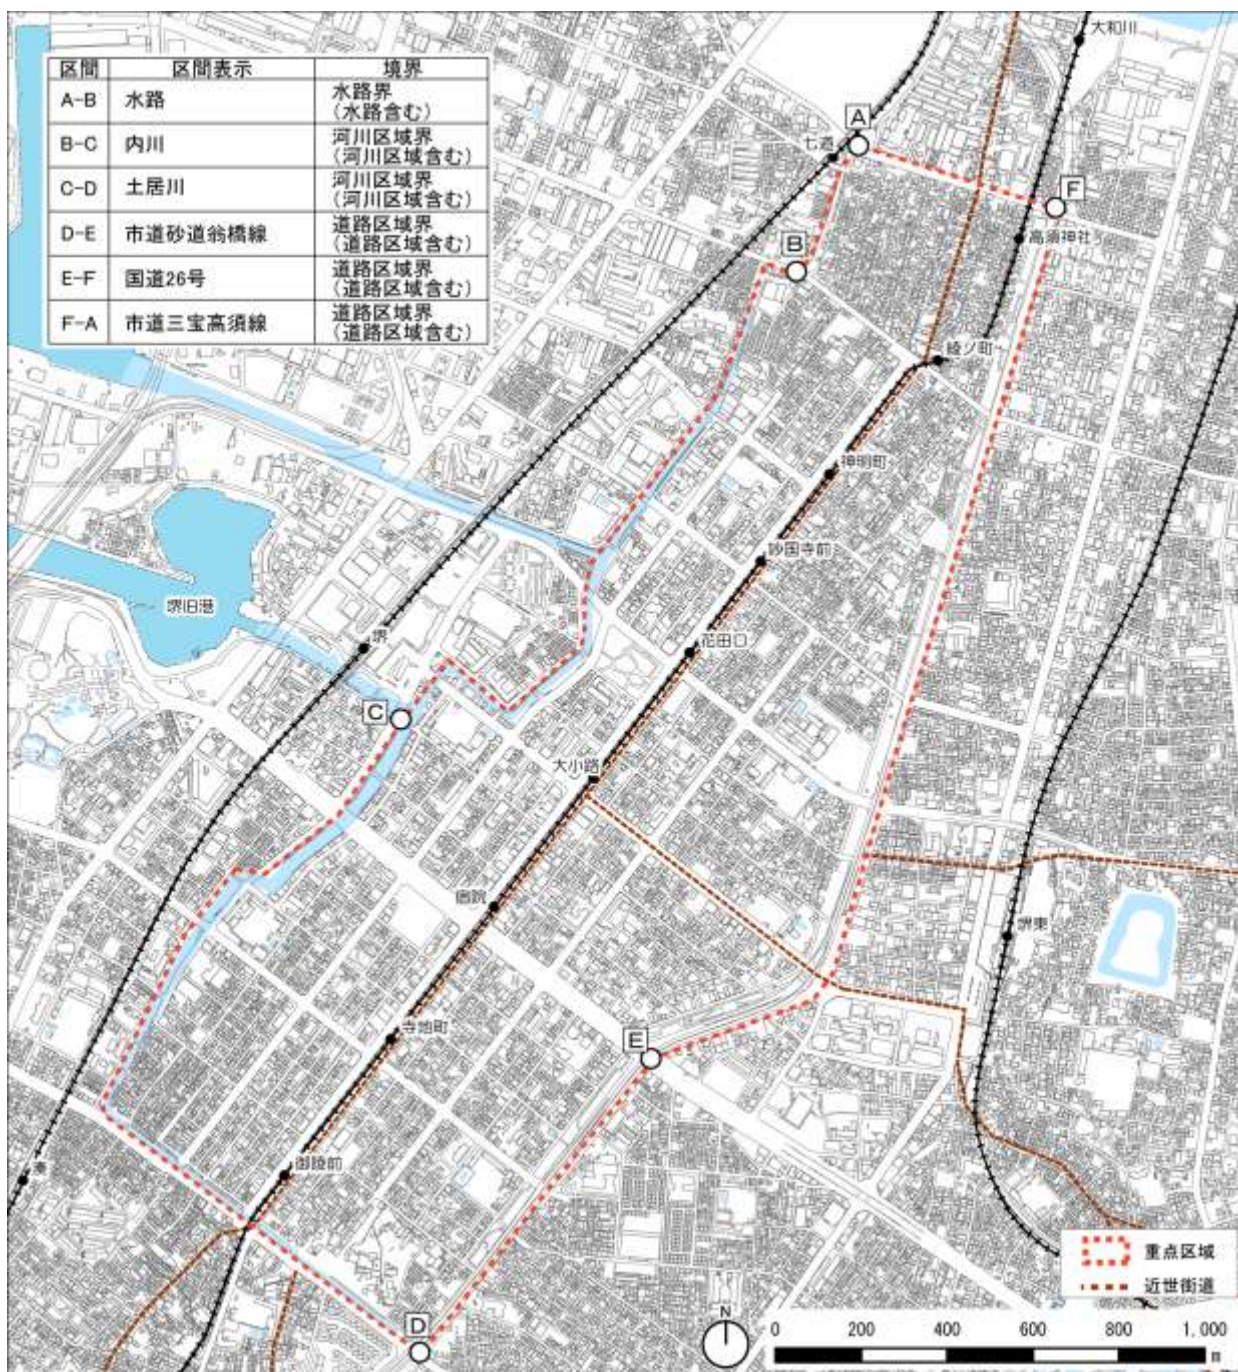 区間 区間表示 境界
A-B 水路 水路界
(水路含む)
B-C 内川 河川区域界
(河川区域含む)
C-D 土居川 河川区域界
(河川区域含む)
D-E 市道砂道翁橋線 道路区域界
(道路区域含む)
E-F 国道26号 道路区域界
(道路区域含む)
F-A 市道三宝高須線 道路区域界
(道路区域含む)
大和川
A
七道
F
高須神社
B
綾ノ町
神明町
妙国寺前
堺旧港
堺
花田口
C
大小路
宿院
堺東
寺地町
E
御陵前
湊
D
重点区域
近世街道
N
0 200 400 600 800 1,000
m